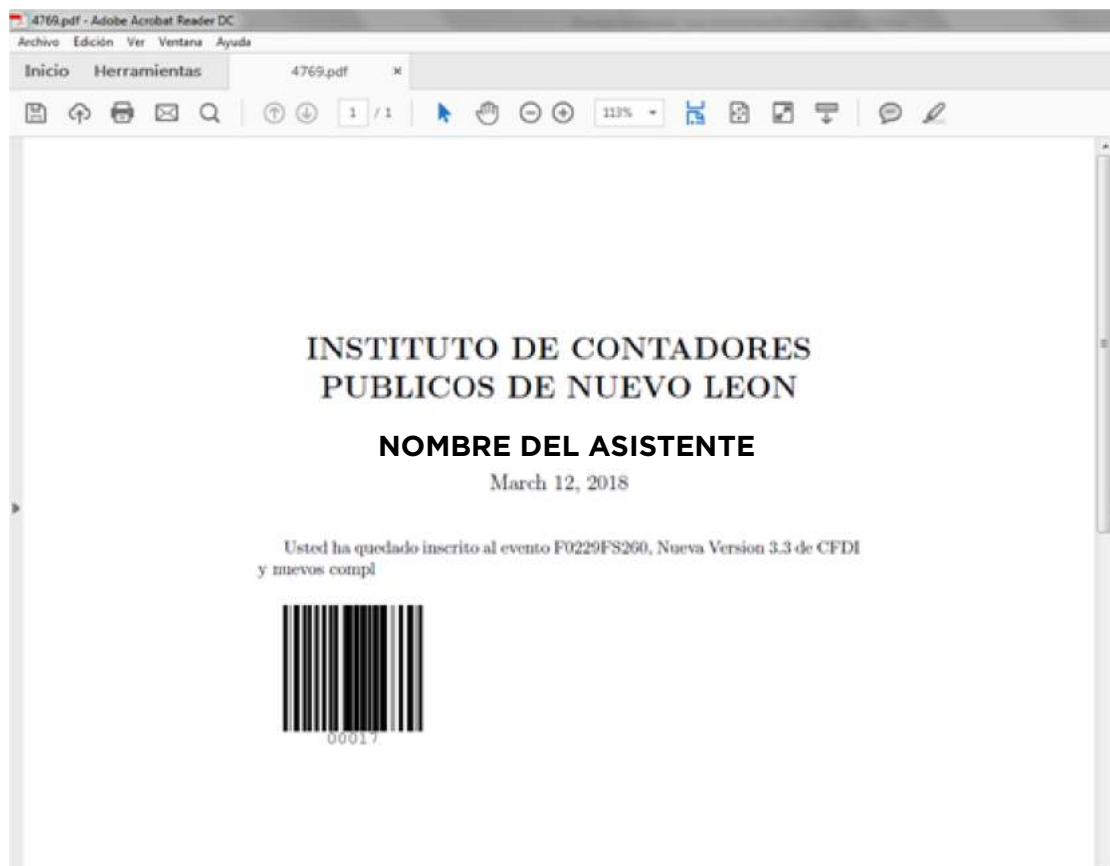 4769.pdf - Adobe Acrobat Reader DC
Archivo Edición Ver Ventana Ayuda
Inicio Herramientas 4769.pdf ×
1 / 1 113%
INSTITUTO DE CONTADORES
PUBLICOS DE NUEVO LEON
NOMBRE DEL ASISTENTE
March 12, 2018
Usted ha quedado inscrito al evento F0229FS260, Nueva Version 3.3 de CFDI
y nuevos compl
00017